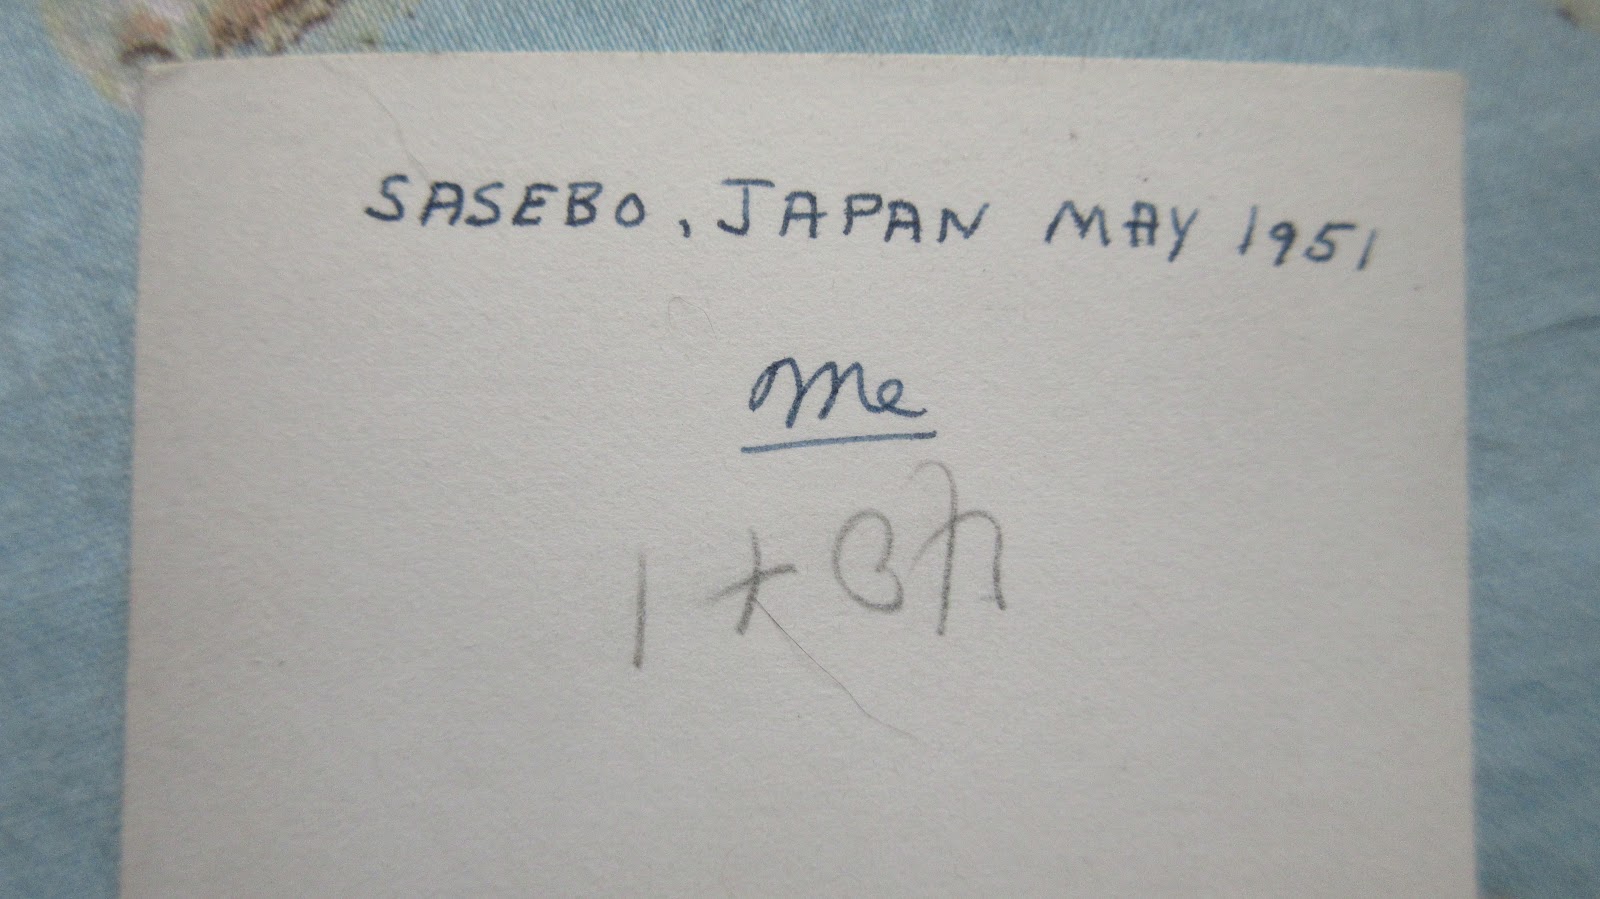 SASEBO, JAPAN MAY 1951
Me